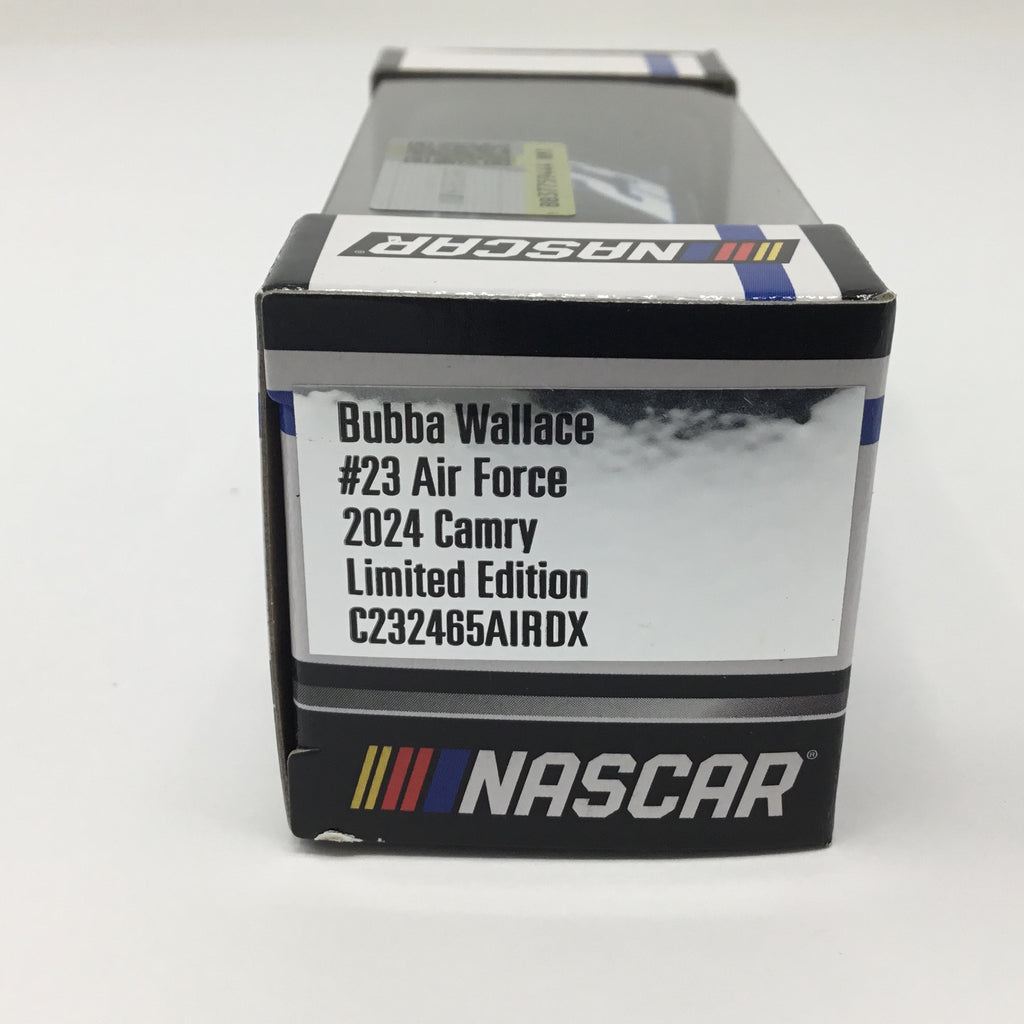 NASCAR
Bubba Wallace
#23 Air Force
2024 Camry
Limited Edition
C232465AIRDX
NASCAR®